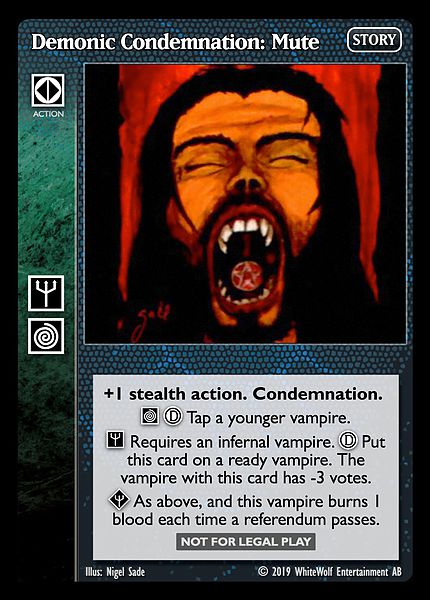 Demonic Condemnation: Mute
STORY
ACTION
+1 stealth action. Condemnation.
D Tap a younger vampire.
Requires an infernal vampire. D Put
this card on a ready vampire. The
vampire with this card has -3 votes.
As above, and this vampire burns 1
blood each time a referendum passes.
NOT FOR LEGAL PLAY
Illus: Nigel Sade
© 2019 WhiteWolf Entertainment AB